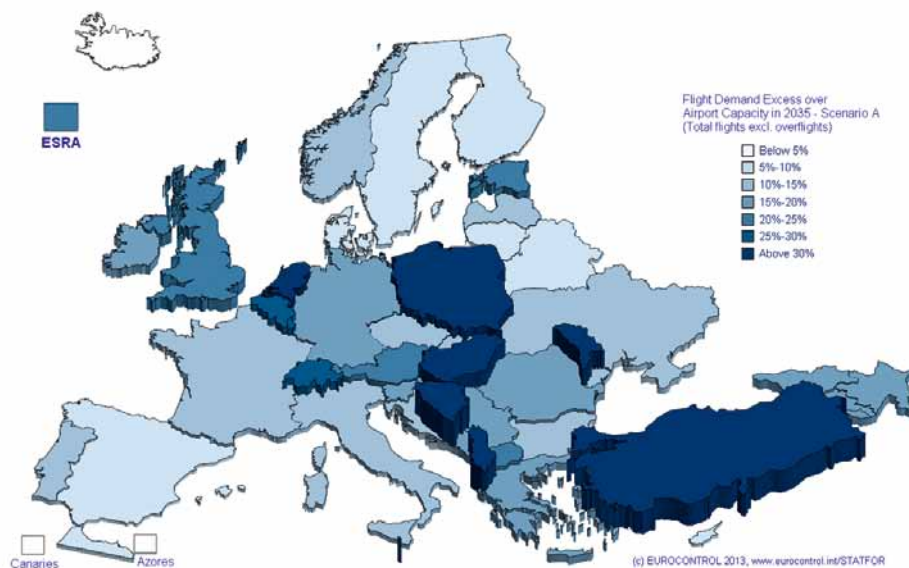 ESRA
Flight Demand Excess over
Airport Capacity in 2035 - Scenario A
(Total flights excl. overflights)
Below 5%
5%-10%
10%-15%
15%-20%
20%-25%
25%-30%
Above 30%
Canaries
Azores
(c) EUROCONTROL 2013, www.eurocontrol.int/STATFOR